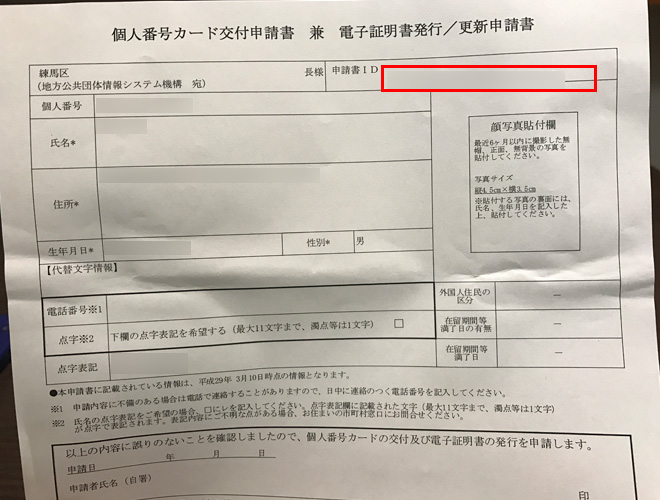 個人番号カード交付申請書 兼 電子証明書発行／更新申請書
練馬区 長様
(地方公共団体情報システム機構 宛)
申請書ID
個人番号
氏名*
住所*
生年月日*
性別* 男
【代替文字情報】
顔写真貼付欄
最近6ヶ月以内に撮影した無
帽、正面、無背景の写真を
貼付してください。
写真サイズ
縦4.5cm×横3.5cm
※貼付する写真の裏面には、
氏名、生年月日を記入した
上、貼付してください。
電話番号※1
点字※2 下欄の点字表記を希望する(最大11文字まで、濁点等は1文字) □
点字表記
外国人住民の
区分 －
在留期間等
満了日の有無 －
在留期間等
満了日 －
●本申請書に記載されている情報は、平成29年 3月10日時点の情報となります。
※1 申請内容に不備のある場合は電話で連絡することがありますので、日中に連絡のつく電話番号を記入してください。
※2 氏名の点字表記をご希望の場合、□にレを記入してください。点字表記欄に記載された文字(最大11文字まで、濁点等は1文字)
が点字で表記されます。表記内容にご不明な点がある場合、お住まいの市町村窓口にお問合せください。
以上の内容に誤りのないことを確認しましたので、個人番号カードの交付及び電子証明書の発行を申請します。
申請日 年 月 日
申請者氏名(自署) 印